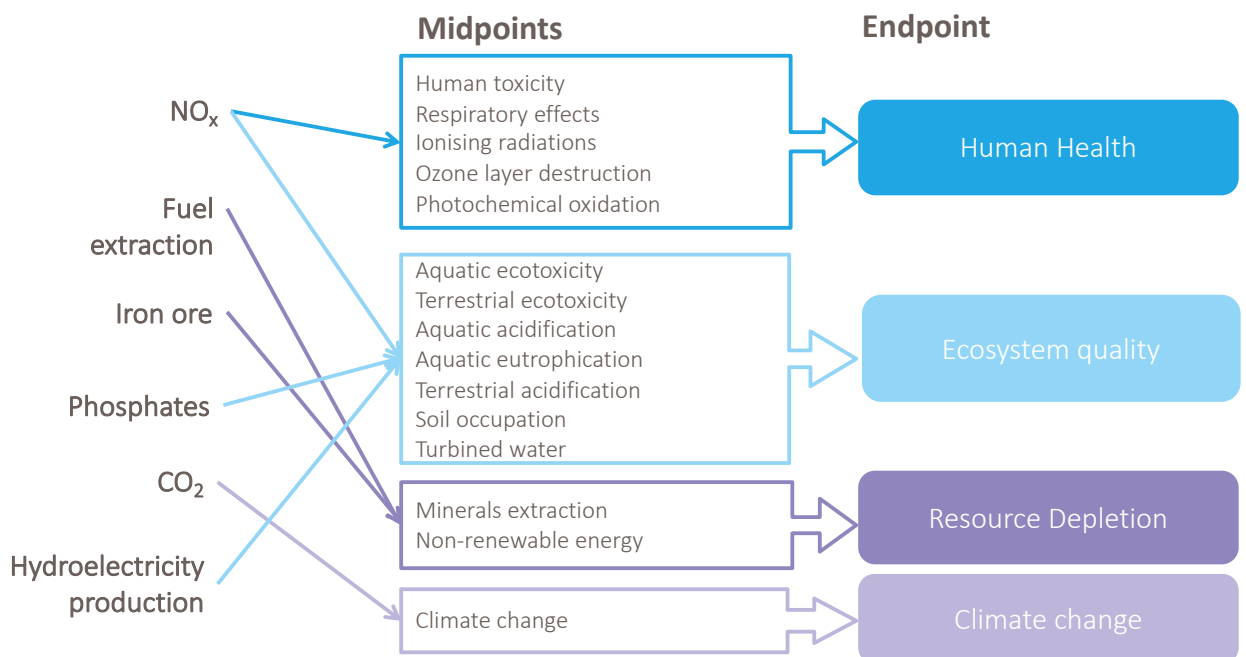 Midpoints
Endpoint
NOₓ
Fuel
extraction
Iron ore
Phosphates
CO₂
Hydroelectricity
production
Human toxicity
Respiratory effects
Ionising radiations
Ozone layer destruction
Photochemical oxidation
Human Health
Aquatic ecotoxicity
Terrestrial ecotoxicity
Aquatic acidification
Aquatic eutrophication
Terrestrial acidification
Soil occupation
Turbined water
Ecosystem quality
Minerals extraction
Non-renewable energy
Resource Depletion
Climate change
Climate change